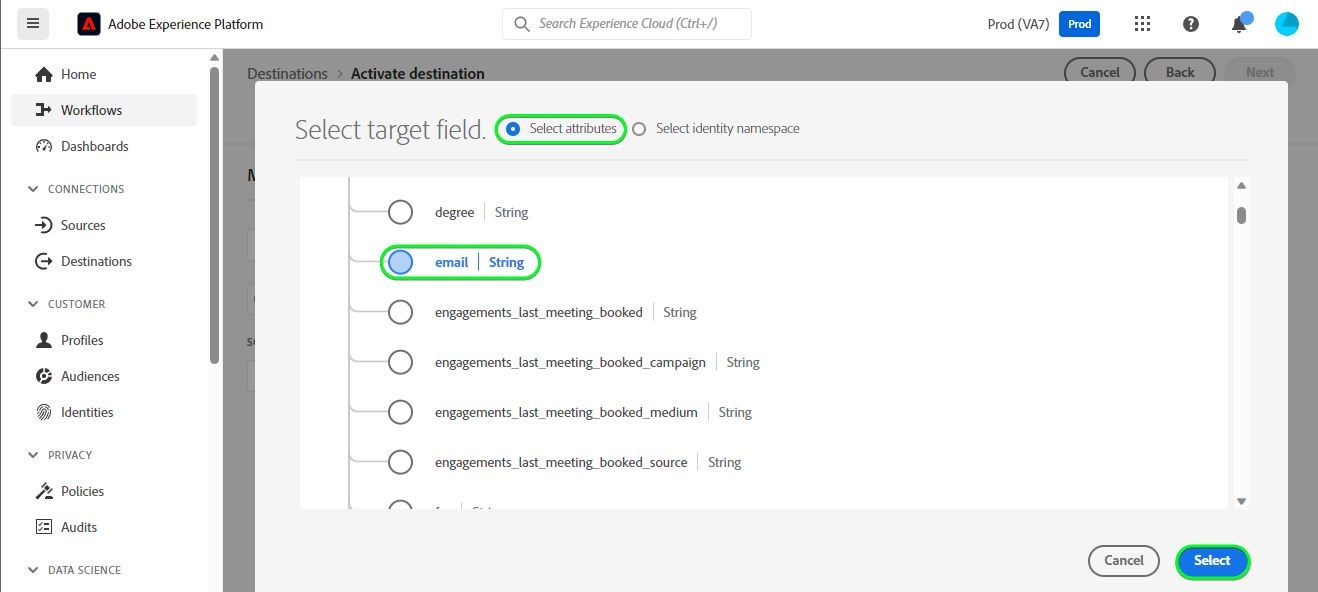 Adobe Experience Platform
Search Experience Cloud (Ctrl+/)
Prod (VA7)
Prod
Home
Workflows
Dashboards
CONNECTIONS
Sources
Destinations
CUSTOMER
Profiles
Audiences
Identities
PRIVACY
Policies
Audits
DATA SCIENCE
Destinations > Activate destination
Cancel
Back
Next
Select target field.
Select attributes
Select identity namespace
degree | String
email | String
engagements_last_meeting_booked | String
engagements_last_meeting_booked_campaign | String
engagements_last_meeting_booked_medium | String
engagements_last_meeting_booked_source | String
Cancel
Select